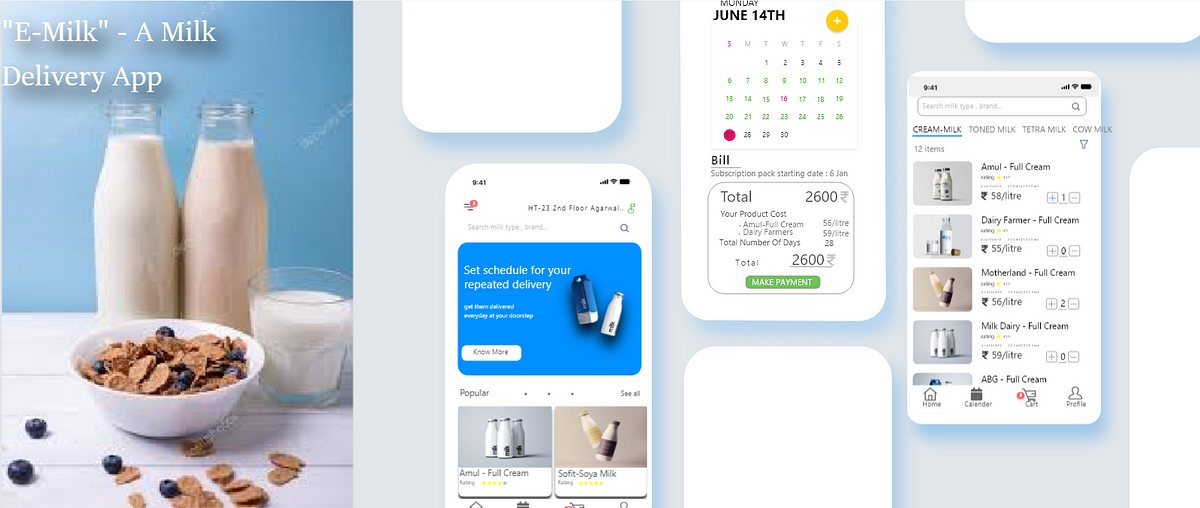 "E-Milk" - A Milk
Delivery App
9:41
HT-23 2nd Floor Agarwal..
Search milk type , brand...
Set schedule for your
repeated delivery
get them delivered
everyday at your doorstep
Know More
Popular
See all
Amul - Full Cream
Rating
Sofit-Soya Milk
Rating
MONDAY
JUNE 14TH
+
S M T W T F S
1 2 3 4 5
6 7 8 9 10 11 12
13 14 15 16 17 18 19
20 21 22 23 24 25 26
28 29 30
Bill
Subscription pack starting date : 6 Jan
Total 2600₹
Your Product Cost
. Amul-Full Cream 56/litre
. Dairy Farmers 59/litre
Total Number Of Days 28
Total 2600₹
MAKE PAYMENT
9:41
Search milk type , brand...
CREAM-MILK TONED MILK TETRA MILK COW MILK
12 items
Amul - Full Cream
rating
₹ 58/litre 1
Dairy Farmer - Full Cream
rating
₹ 55/litre 0
Motherland - Full Cream
rating
₹ 56/litre 2
Milk Dairy - Full Cream
rating
₹ 59/litre 0
ABG - Full Cream
Home Calender Cart Profile